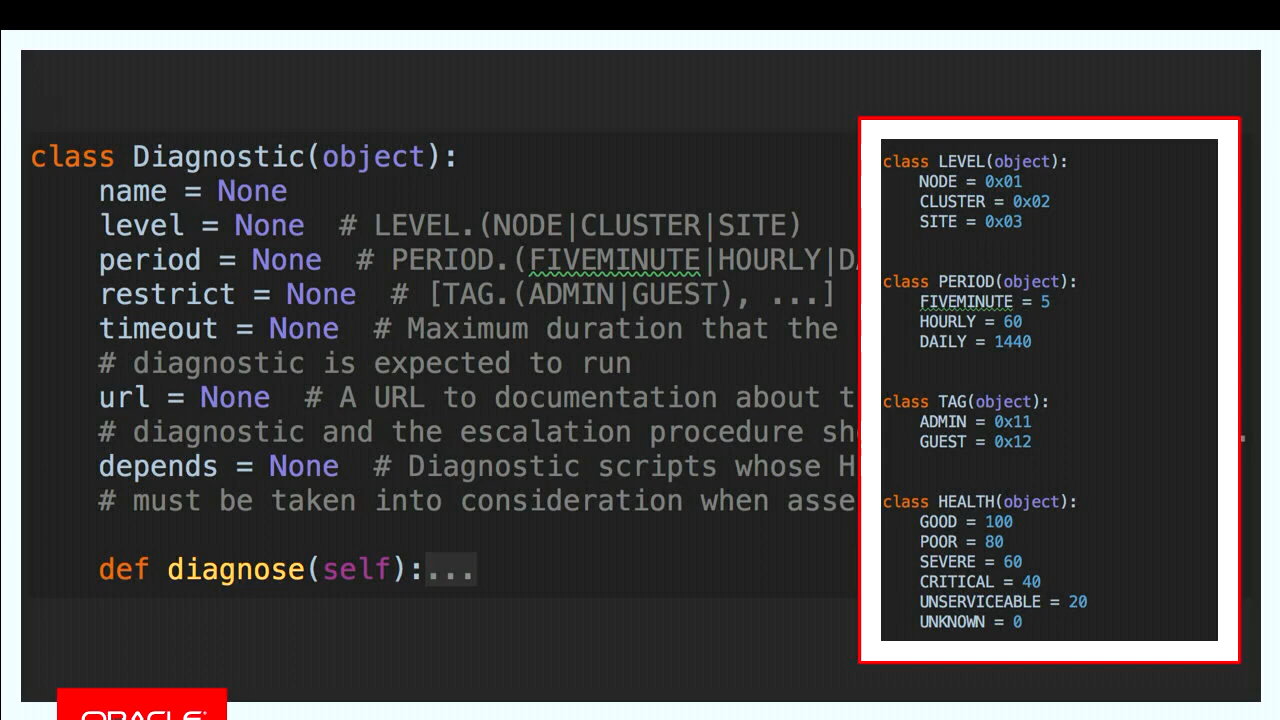 class Diagnostic(object):
name = None
level = None # LEVEL.(NODE|CLUSTER|SITE)
period = None # PERIOD.(FIVEMINUTE|HOURLY|
restrict = None # [TAG.(ADMIN|GUEST), ...]
timeout = None # Maximum duration that the
# diagnostic is expected to run
url = None # A URL to documentation about
# diagnostic and the escalation procedure
depends = None # Diagnostic scripts whose
# must be taken into consideration when
def diagnose(self):...
class LEVEL(object):
NODE = 0x01
CLUSTER = 0x02
SITE = 0x03
class PERIOD(object):
FIVEMINUTE = 5
HOURLY = 60
DAILY = 1440
class TAG(object):
ADMIN = 0x11
GUEST = 0x12
class HEALTH(object):
GOOD = 100
POOR = 80
SEVERE = 60
CRITICAL = 40
UNSERVICEABLE = 20
UNKNOWN = 0
ORACLE